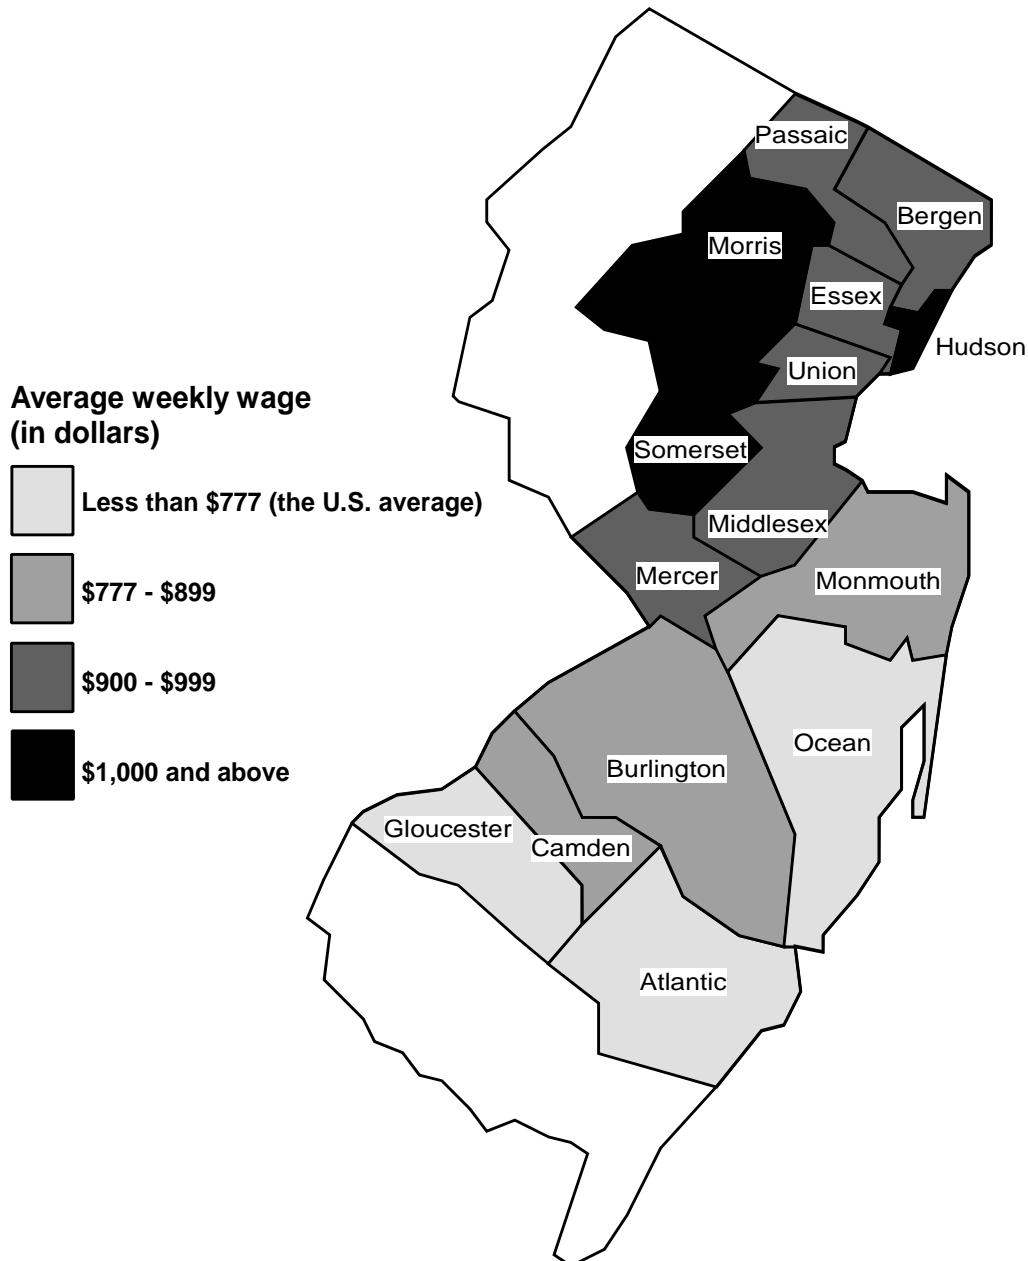 Passaic
Bergen
Morris
Essex
Hudson
Union
Average weekly wage
(in dollars)
Somerset
Less than $777 (the U.S. average)
Middlesex
Mercer
Monmouth
$777 - $899
$900 - $999
Ocean
Burlington
$1,000 and above
Gloucester
Camden
Atlantic